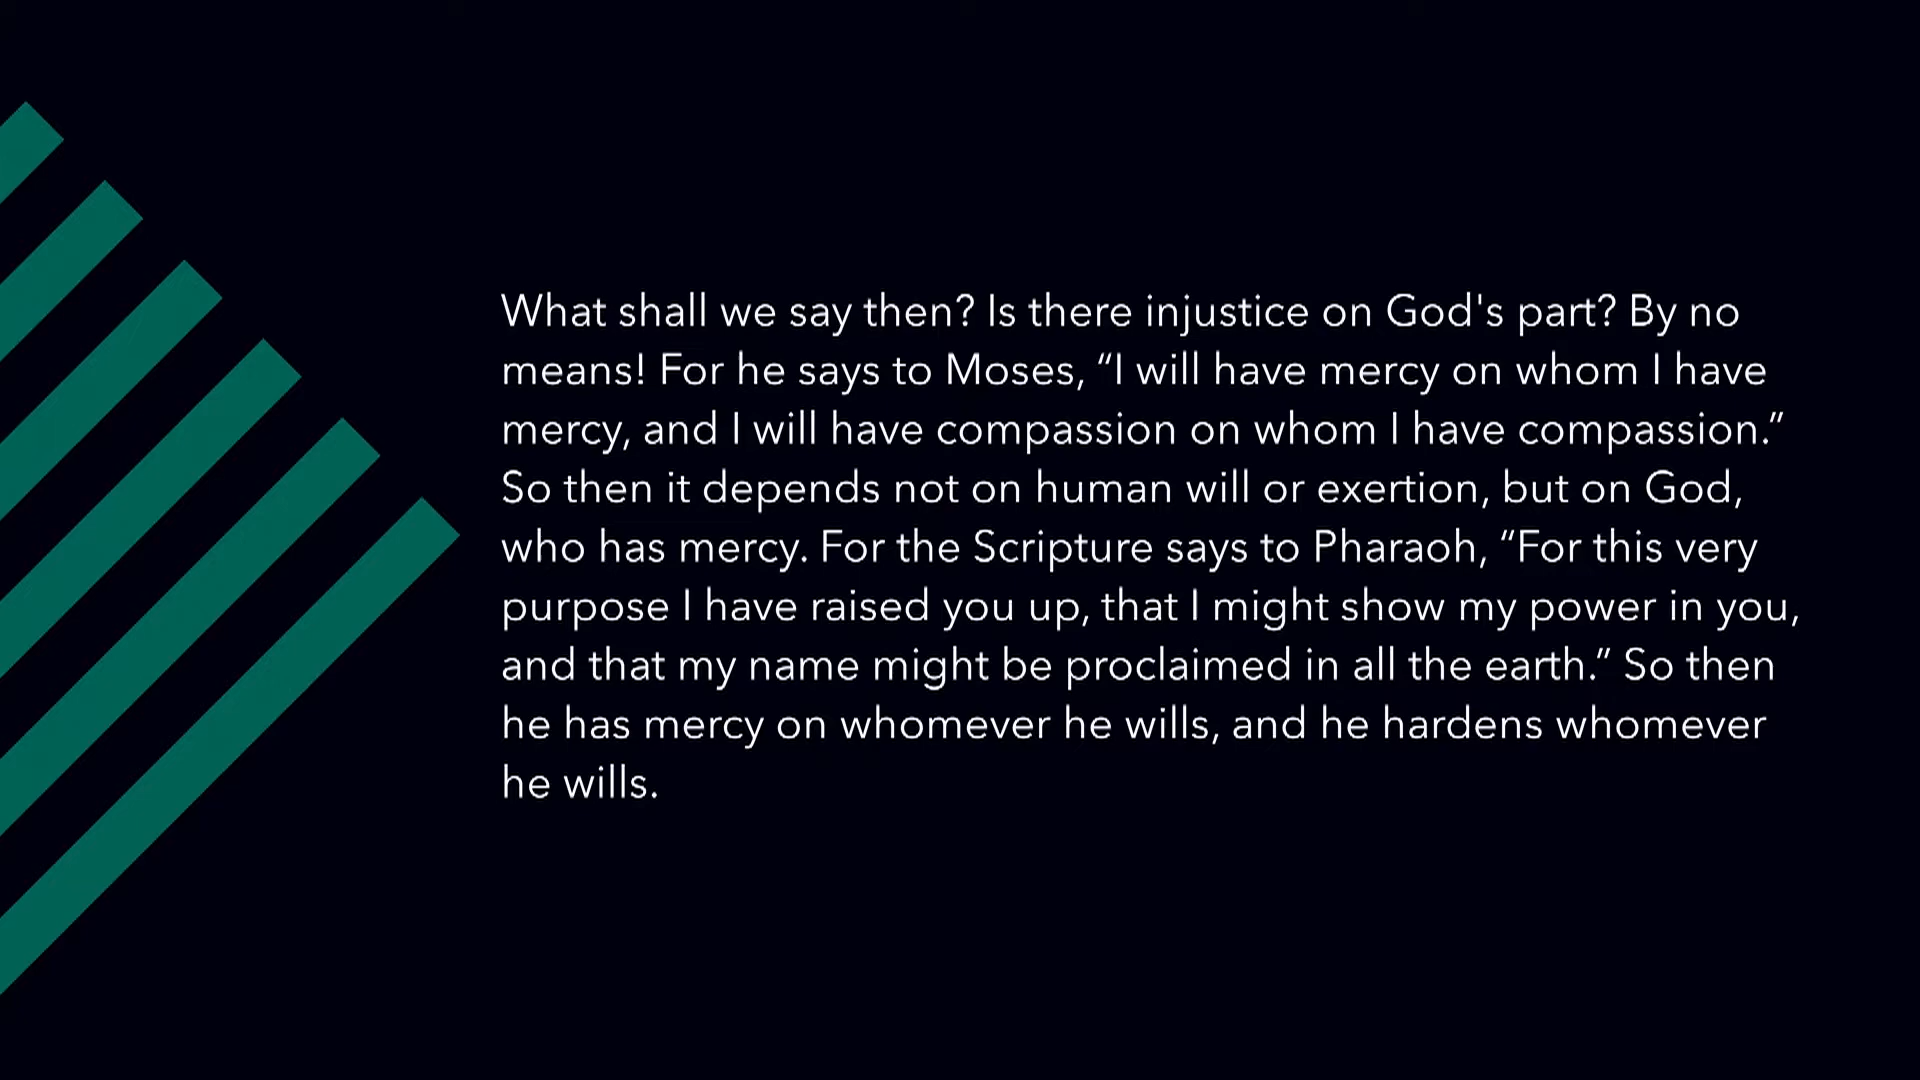 What shall we say then? Is there injustice on God's part? By no
means! For he says to Moses, “I will have mercy on whom I have
mercy, and I will have compassion on whom I have compassion.”
So then it depends not on human will or exertion, but on God,
who has mercy. For the Scripture says to Pharaoh, “For this very
purpose I have raised you up, that I might show my power in you,
and that my name might be proclaimed in all the earth.” So then
he has mercy on whomever he wills, and he hardens whomever
he wills.